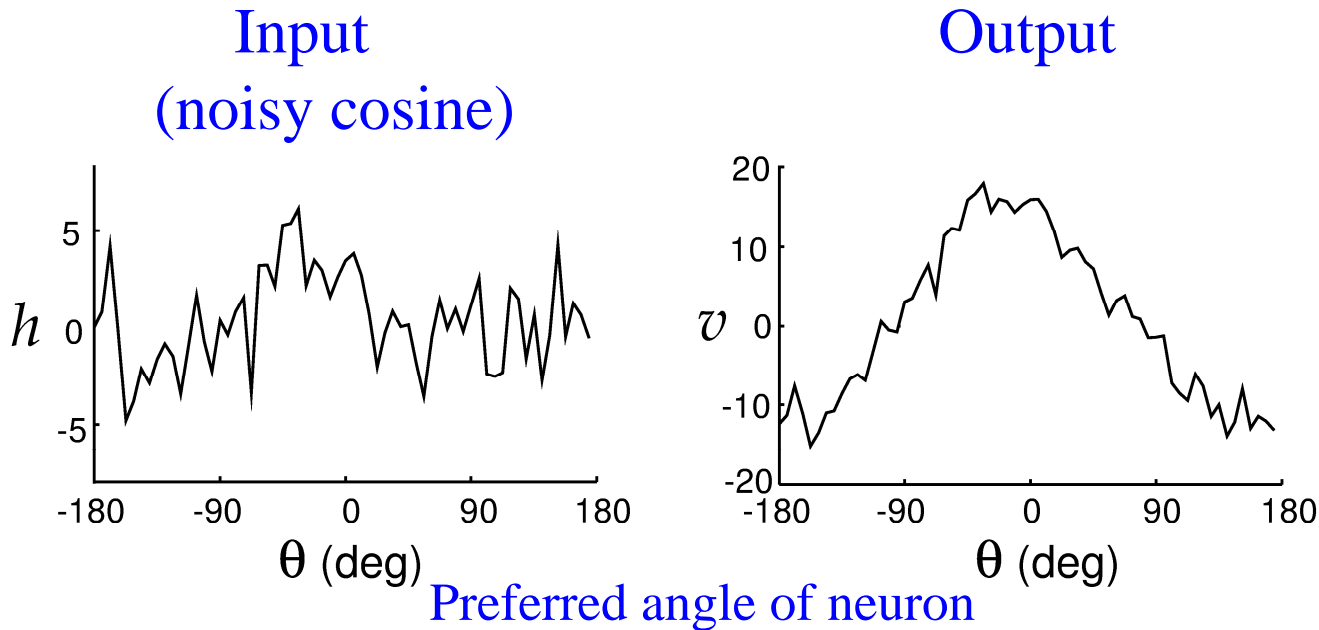 Input
(noisy cosine)
h
5
0
-5
-180 -90 0 90 180
θ (deg)
Output
v
20
10
0
-10
-20
-180 -90 0 90 180
θ (deg)
Preferred angle of neuron